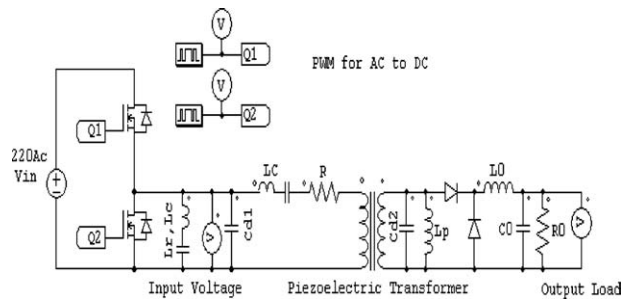 V
Q1
PWM for AC to DC
V
Q2
Q1
220Ac
Vin
LC
R
LO
Q2
Lr,Lc
V
Cd1
Cd2
Lp
CO
RO
V
Input Voltage
Piezoelectric Transformer
Output Load